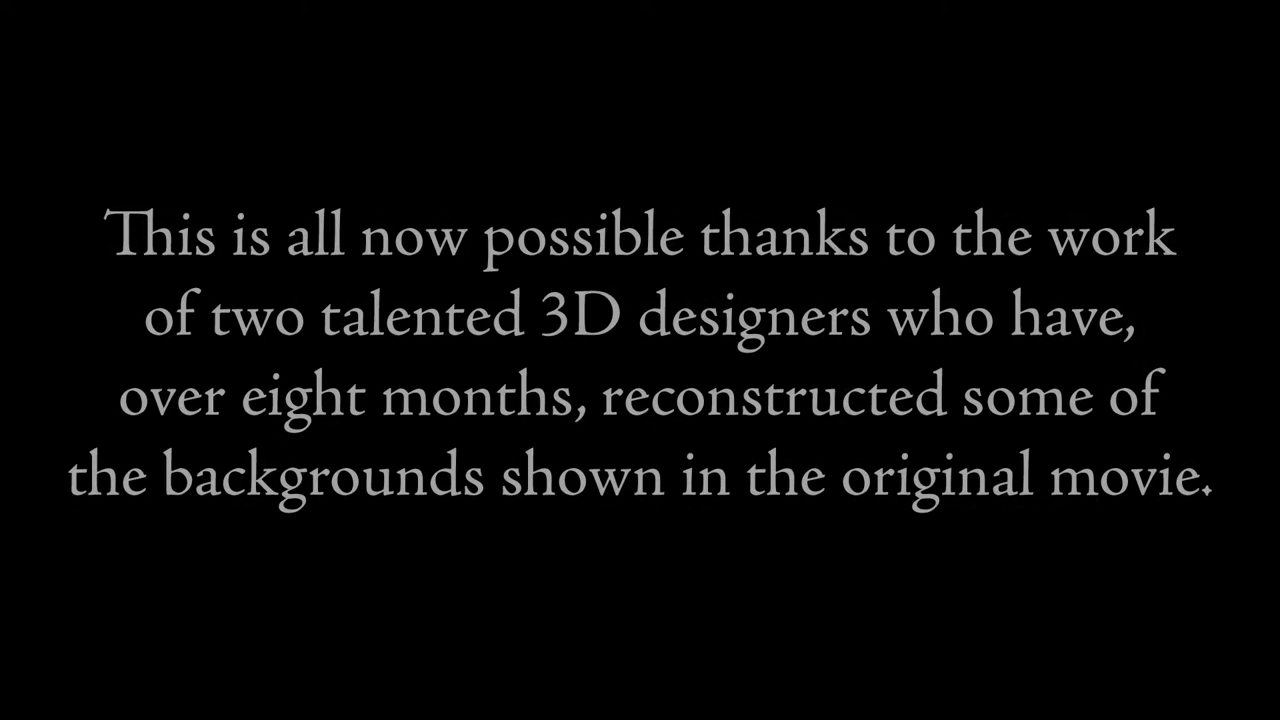 This is all now possible thanks to the work
of two talented 3D designers who have,
over eight months, reconstructed some of
the backgrounds shown in the original movie.